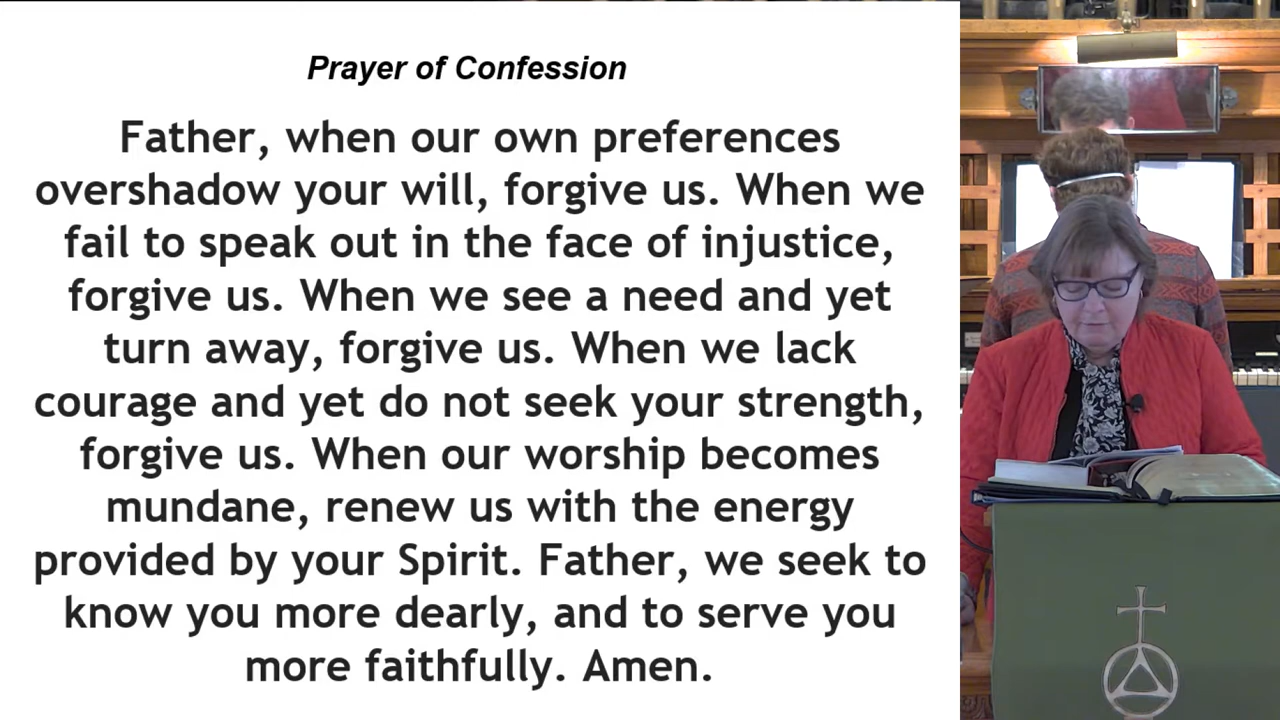 Prayer of Confession
Father, when our own preferences
overshadow your will, forgive us. When we
fail to speak out in the face of injustice,
forgive us. When we see a need and yet
turn away, forgive us. When we lack
courage and yet do not seek your strength,
forgive us. When our worship becomes
mundane, renew us with the energy
provided by your Spirit. Father, we seek to
know you more dearly, and to serve you
more faithfully. Amen.